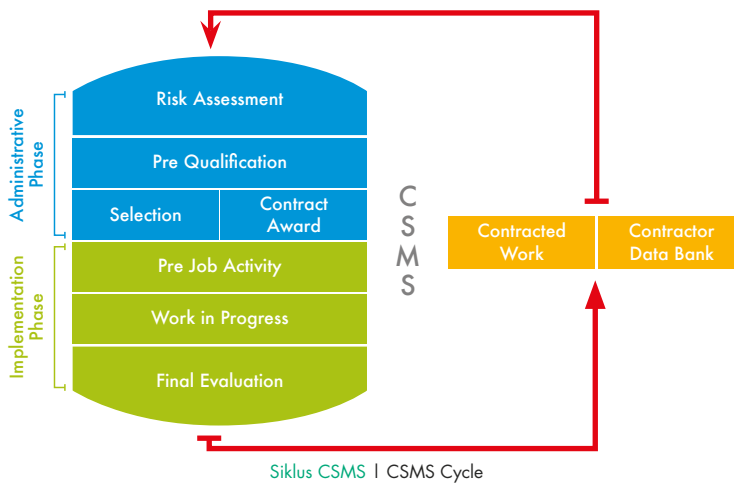 Administrative
Phase
Risk Assessment
Pre Qualification
Selection
Contract
Award
Implementation
Phase
Pre Job Activity
Work in Progress
Final Evaluation
C
S
M
S
Contracted
Work
Contractor
Data Bank
Siklus CSMS | CSMS Cycle